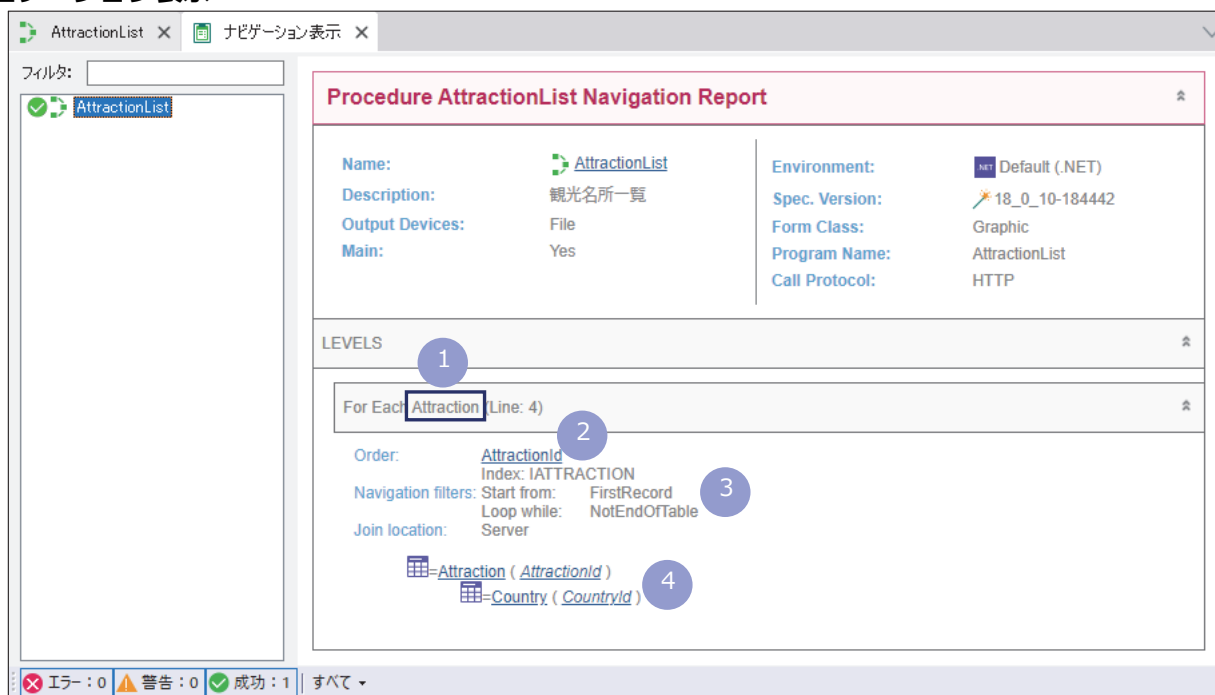 AttractionList
ナビゲーション表示
フィルタ:
AttractionList
Procedure AttractionList Navigation Report
Name: AttractionList
Description: 観光名所一覧
Output Devices: File
Main: Yes
Environment: .NET Default (.NET)
Spec. Version: 18_0_10-184442
Form Class: Graphic
Program Name: AttractionList
Call Protocol: HTTP
LEVELS
1
For Each Attraction (Line: 4)
2
Order: AttractionId
Index: IATTRACTION
Navigation filters: Start from: FirstRecord
3
Loop while: NotEndOfTable
Join location: Server
=Attraction ( AttractionId )
4
=Country ( CountryId )
エラー：0 警告：0 成功：1 すべて